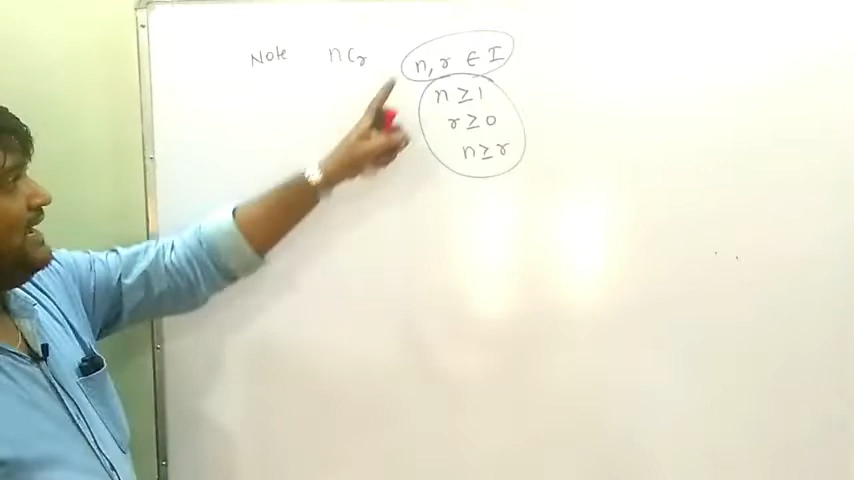 Note nCr n, r ∈ I
n ≥ 1
r ≥ 0
n ≥ r